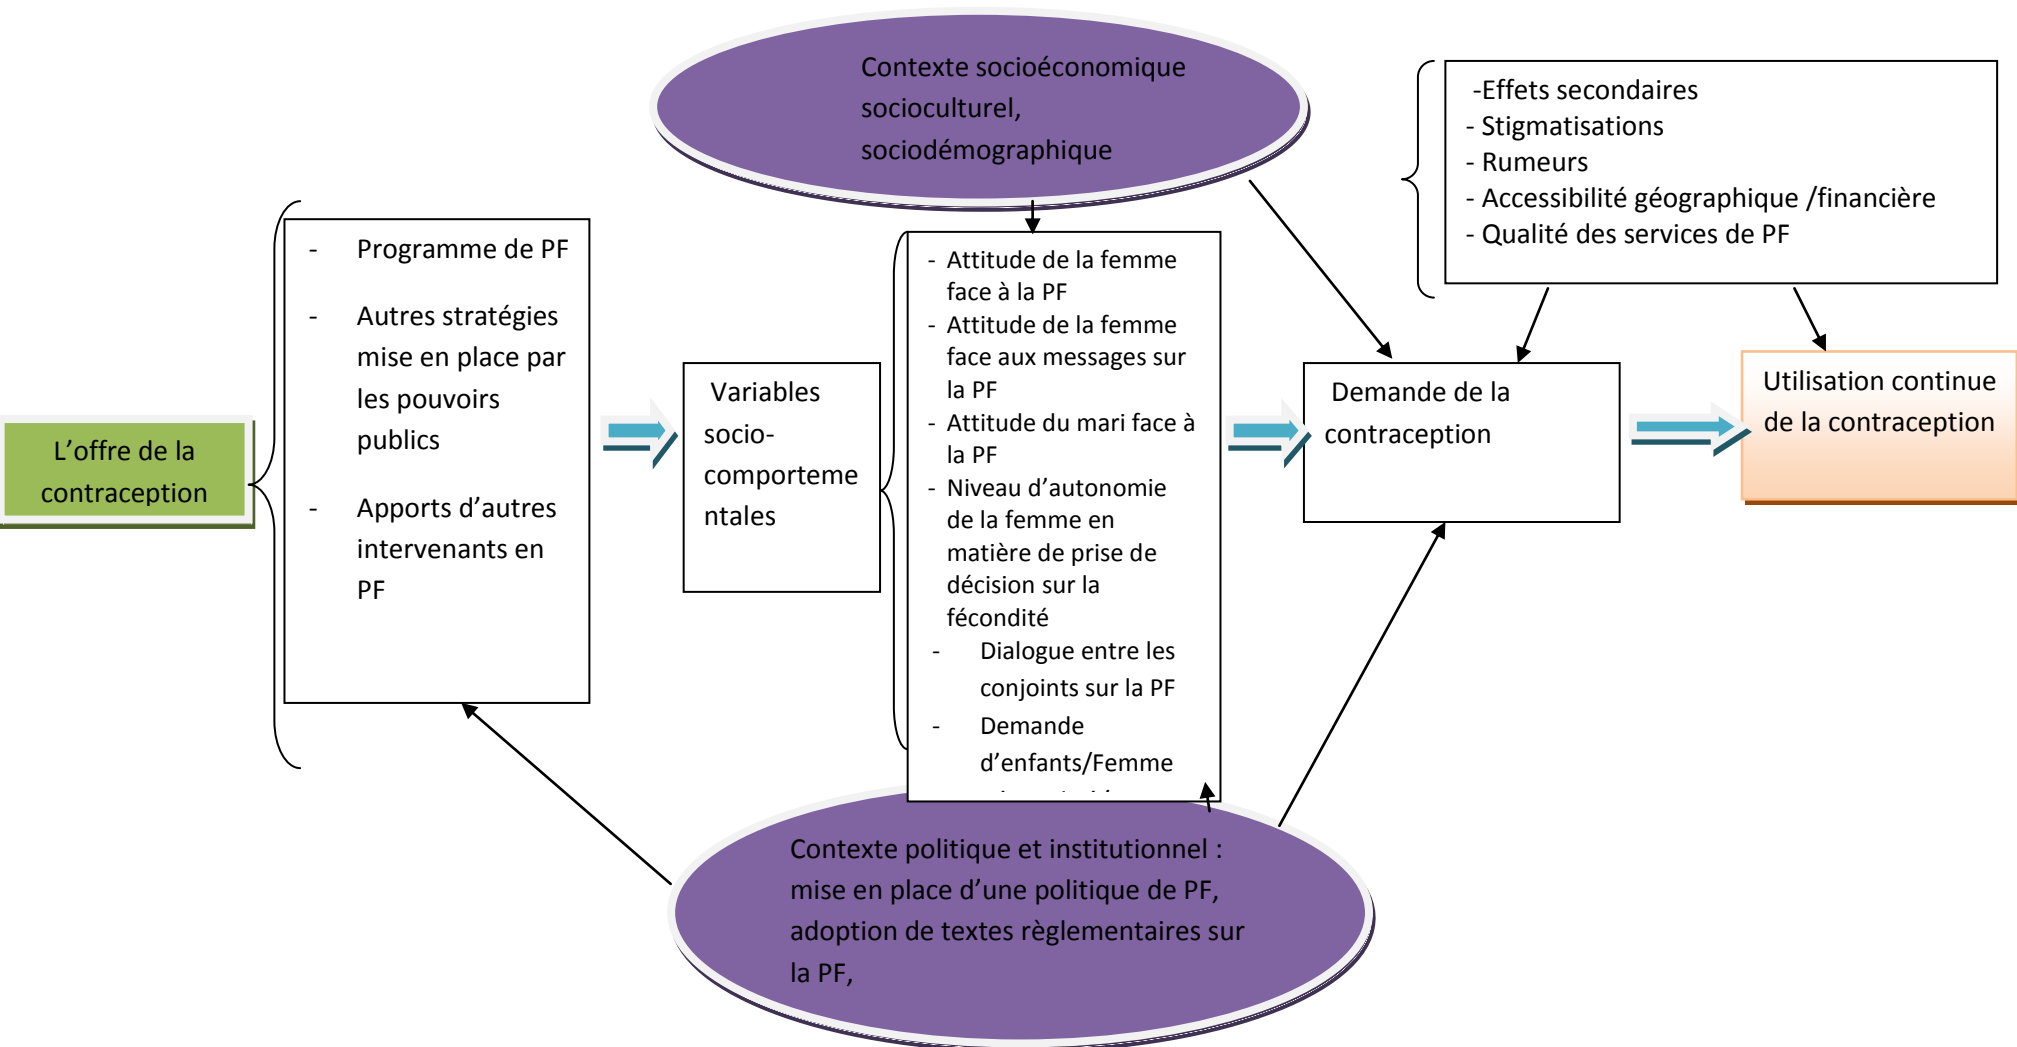 Contexte socioéconomique
socioculturel,
sociodémographique
-Effets secondaires
- Stigmatisations
- Rumeurs
- Accessibilité géographique /financière
- Qualité des services de PF
L’offre de la
contraception
- Programme de PF
- Autres stratégies
mise en place par
les pouvoirs
publics
- Apports d’autres
intervenants en
PF
Variables
socio-
comporteme
ntales
- Attitude de la femme
face à la PF
- Attitude de la femme
face aux messages sur
la PF
- Attitude du mari face à
la PF
- Niveau d’autonomie
de la femme en
matière de prise de
décision sur la
fécondité
- Dialogue entre les
conjoints sur la PF
- Demande
d’enfants/Femme
Demande de la
contraception
Utilisation continue
de la contraception
Contexte politique et institutionnel :
mise en place d’une politique de PF,
adoption de textes règlementaires sur
la PF,